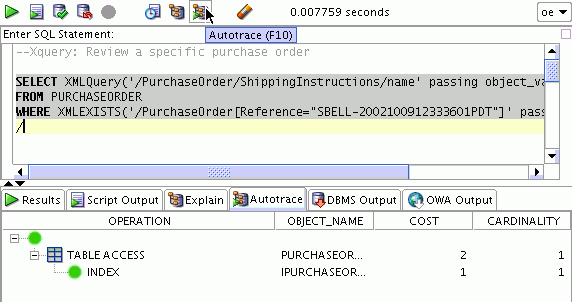 0.007759 seconds
oe
Enter SQL Statement:
Autotrace (F10)
--Xquery: Review a specific purchase order
SELECT XMLQuery('/PurchaseOrder/ShippingInstructions/name' passing object_va
FROM PURCHASEORDER
WHERE XMLEXISTS('/PurchaseOrder[Reference="SBELL-2002100912333601PDT"]' pass
/
Results Script Output Explain Autotrace DBMS Output OWA Output
OPERATION OBJECT_NAME COST CARDINALITY
TABLE ACCESS PURCHASEOR... 2 1
INDEX IPURCHASEOR... 1 1